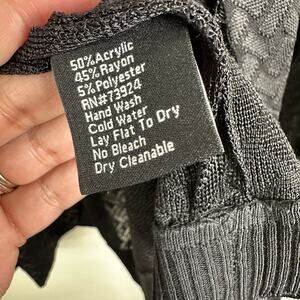 50% Acrylic
45% Rayon
5% Polyester
RN#73924
Hand Wash
Cold Water
Lay Flat To Dry
No Bleach
Dry Cleanable